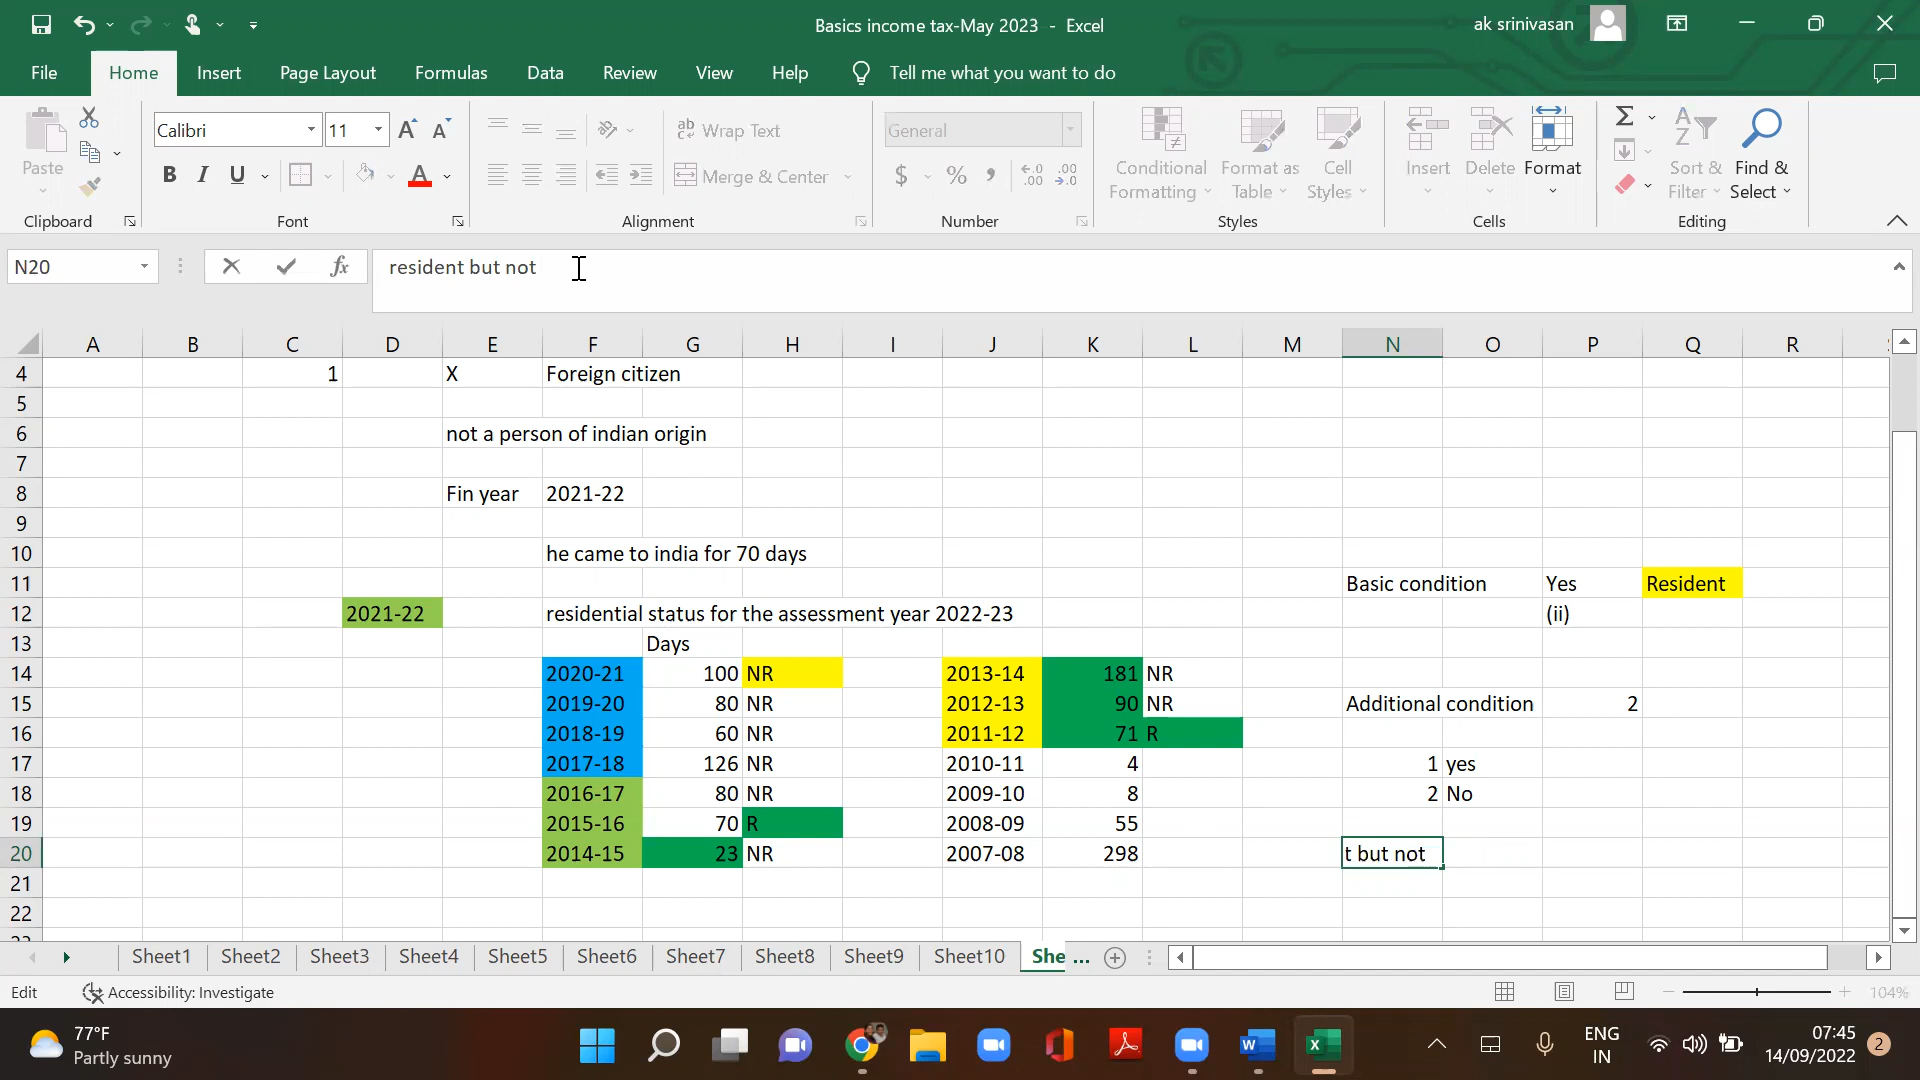 Basics income tax-May 2023 - Excel
ak srinivasan
File Home Insert Page Layout Formulas Data Review View Help Tell me what you want to do
Paste
Clipboard
Calibri 11
B I U
Font
Wrap Text
Merge & Center
Alignment
General
$ % ,
Number
Conditional Formatting
Format as Table
Cell Styles
Styles
Insert Delete Format
Cells
Sort & Filter
Find & Select
Editing
N20
fx
resident but not
A B C D E F G H I J K L M N O P Q R
4 1 X Foreign citizen
5
6 not a person of indian origin
7
8 Fin year 2021-22
9
10 he came to india for 70 days
11 Basic condition Yes Resident
12 2021-22 residential status for the assessment year 2022-23 (ii)
13 Days
14 2020-21 100 NR 2013-14 181 NR
15 2019-20 80 NR 2012-13 90 NR Additional condition 2
16 2018-19 60 NR 2011-12 71 R
17 2017-18 126 NR 2010-11 4 1 yes
18 2016-17 80 NR 2009-10 8 2 No
19 2015-16 70 R 2008-09 55
20 2014-15 23 NR 2007-08 298 t but not
21
22
Sheet1 Sheet2 Sheet3 Sheet4 Sheet5 Sheet6 Sheet7 Sheet8 Sheet9 Sheet10 She ...
Edit Accessibility: Investigate 104%
77°F
Partly sunny
ENG
IN
07:45
14/09/2022
2